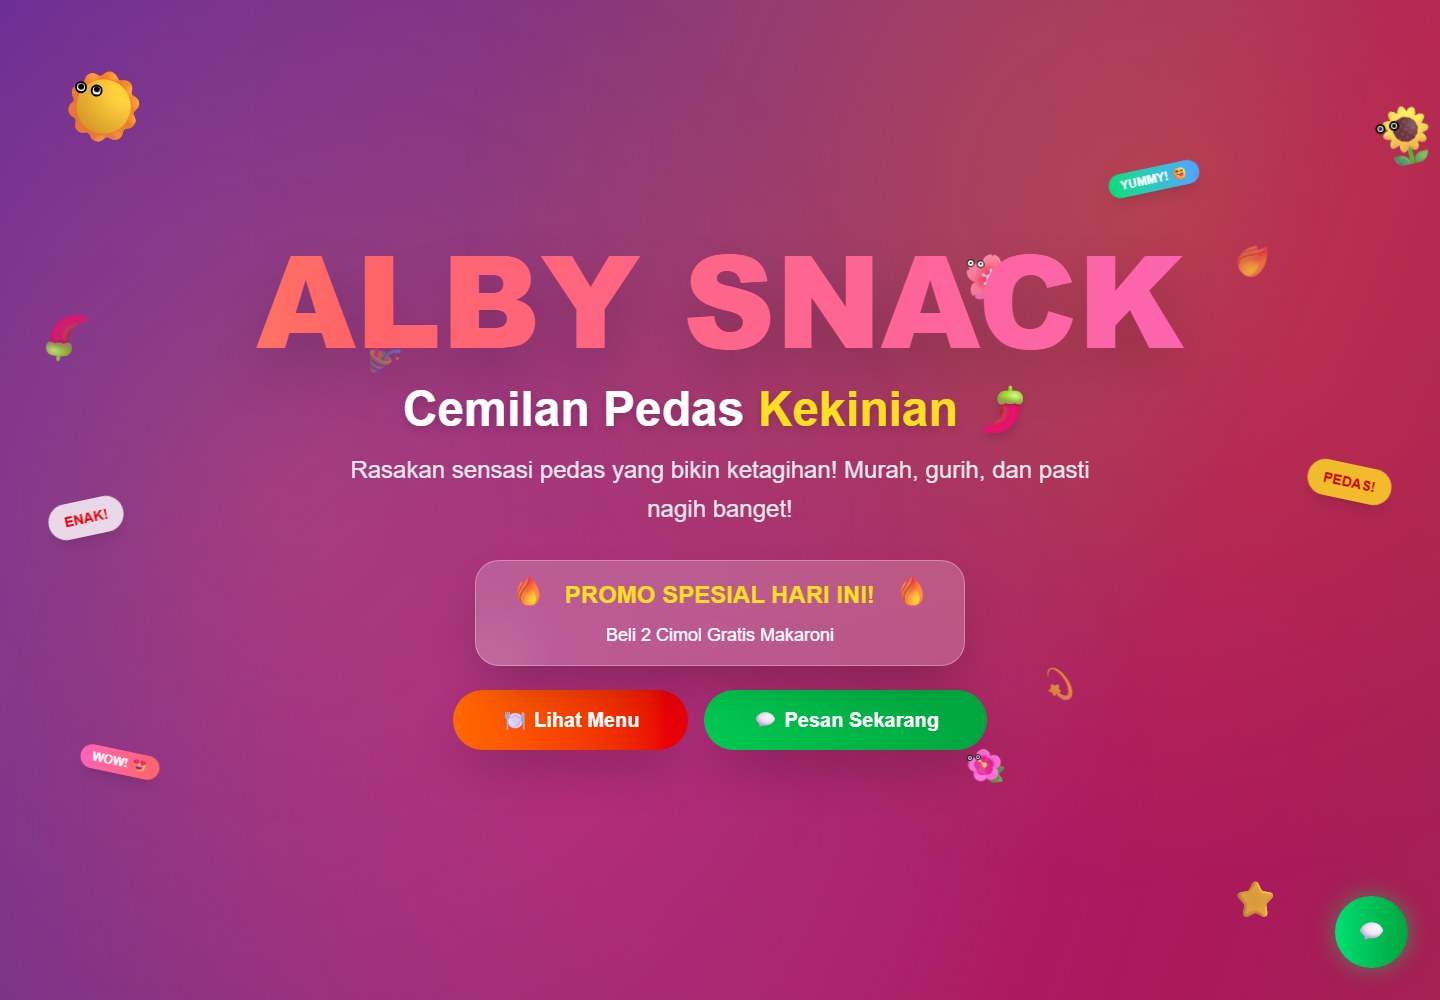 YUMMY! 😋
ALBY SNACK
Cemilan Pedas Kekinian 🌶️
Rasakan sensasi pedas yang bikin ketagihan! Murah, gurih, dan pasti
nagih banget!
PEDAS!
ENAK!
🔥 PROMO SPESIAL HARI INI! 🔥
Beli 2 Cimol Gratis Makaroni
🍽️ Lihat Menu
💬 Pesan Sekarang
WOW! 😍